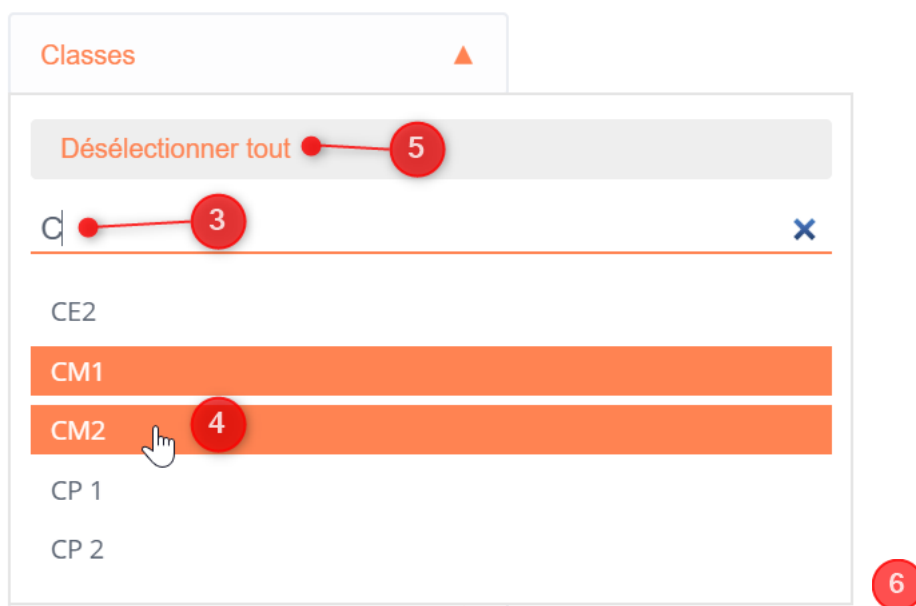 Classes
Désélectionner tout
5
C
3
CE2
CM1
CM2
4
CP 1
CP 2
6